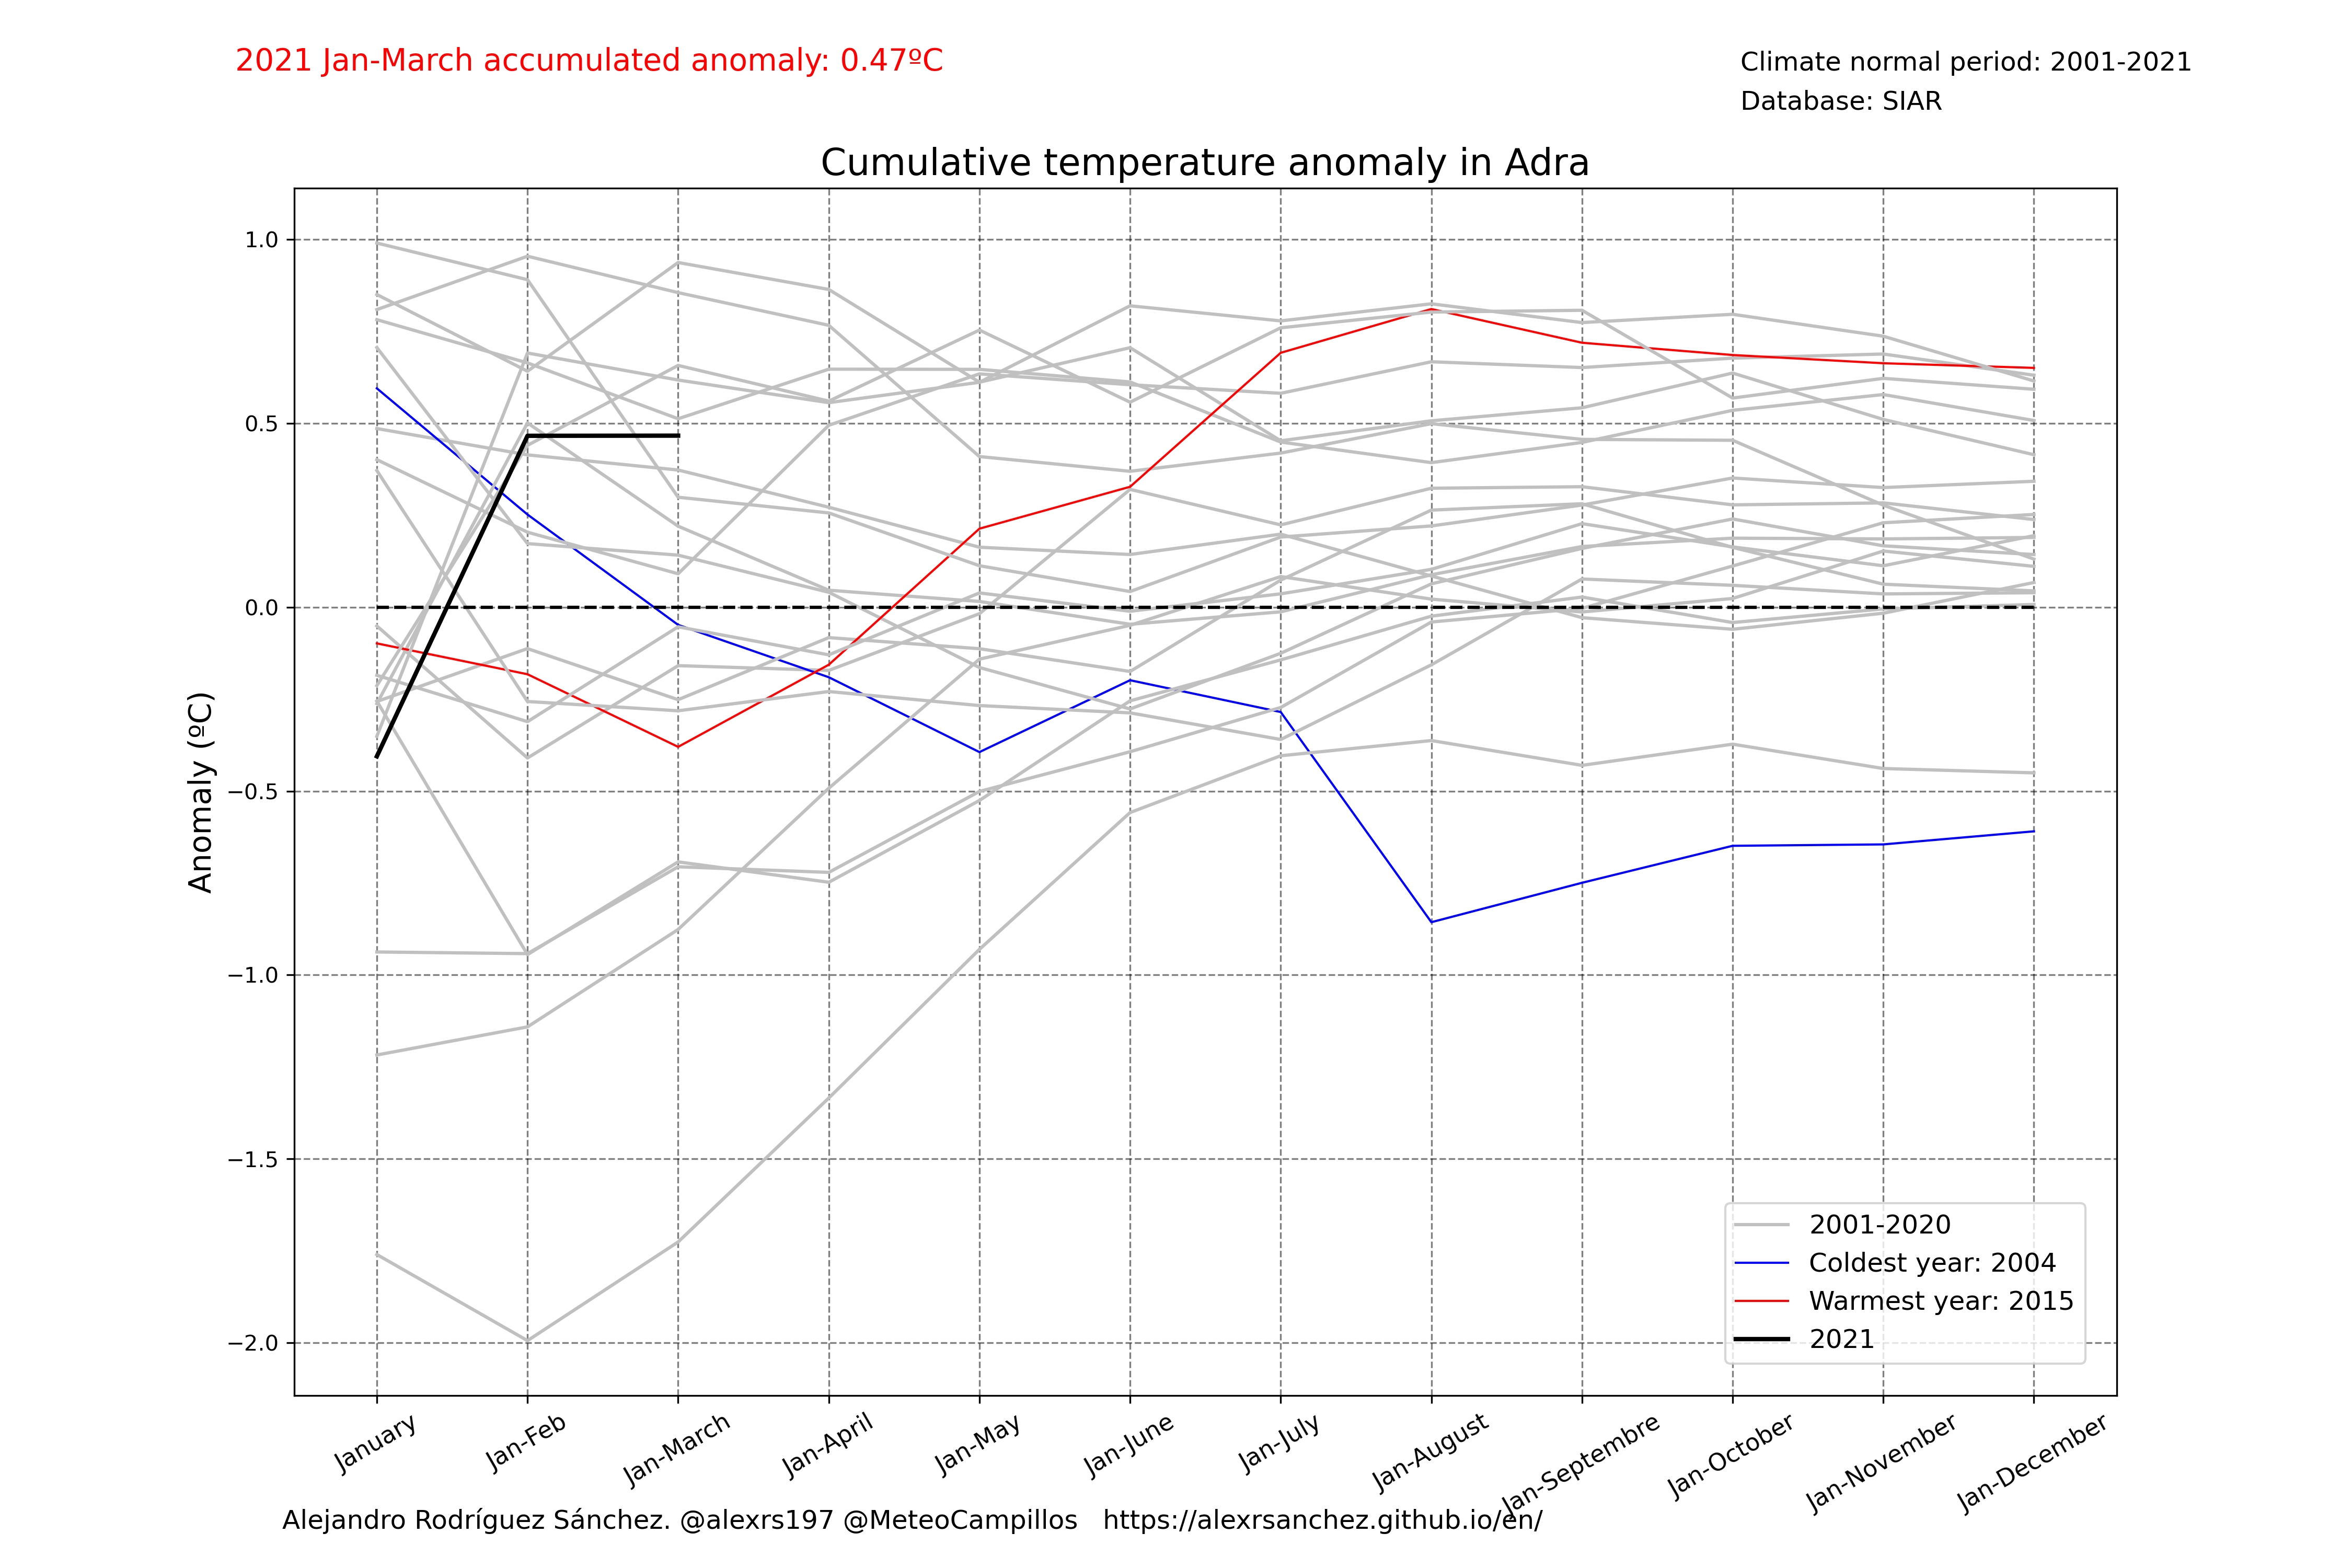 2021 Jan-March accumulated anomaly: 0.47ºC
Climate normal period: 2001-2021
Database: SIAR
Cumulative temperature anomaly in Adra
Anomaly (ºC)
1.0
0.5
0.0
−0.5
−1.0
−1.5
−2.0
2001-2020
Coldest year: 2004
Warmest year: 2015
2021
January
Jan-Feb
Jan-March
Jan-April
Jan-May
Jan-June
Jan-July
Jan-August
Jan-Septembre
Jan-October
Jan-November
Jan-December
Alejandro Rodríguez Sánchez. @alexrs197 @MeteoCampillos https://alexrsanchez.github.io/en/